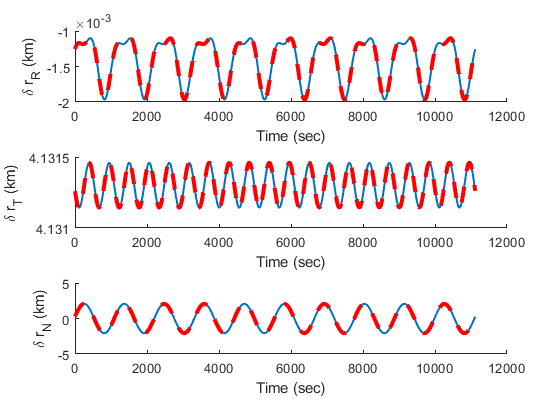 ×10^-3
-1
-1.5
-2
δ r_R (km)
0 2000 4000 6000 8000 10000 12000
Time (sec)
4.1315
4.131
δ r_T (km)
0 2000 4000 6000 8000 10000 12000
Time (sec)
5
0
-5
δ r_N (km)
0 2000 4000 6000 8000 10000 12000
Time (sec)